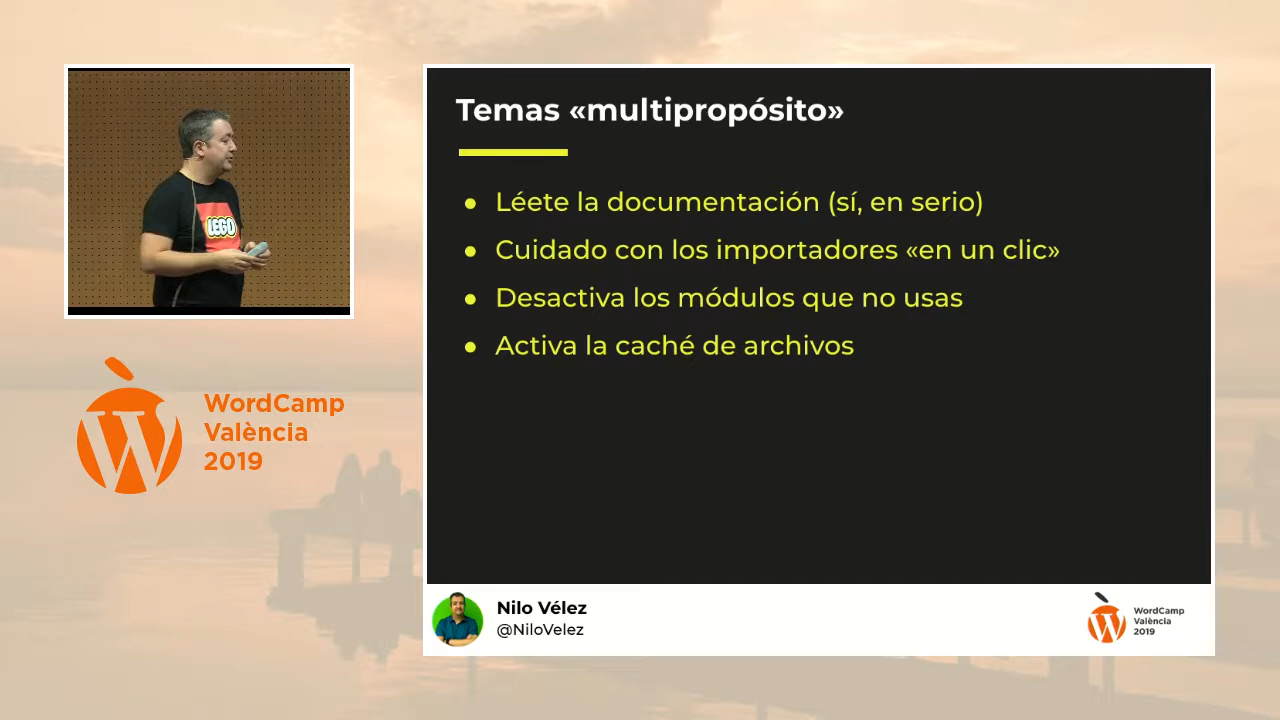 Temas «multipropósito»
● Léete la documentación (sí, en serio)
● Cuidado con los importadores «en un clic»
● Desactiva los módulos que no usas
● Activa la caché de archivos
LEGO
WordCamp
València
2019
Nilo Vélez
@NiloVelez
WordCamp
València
2019